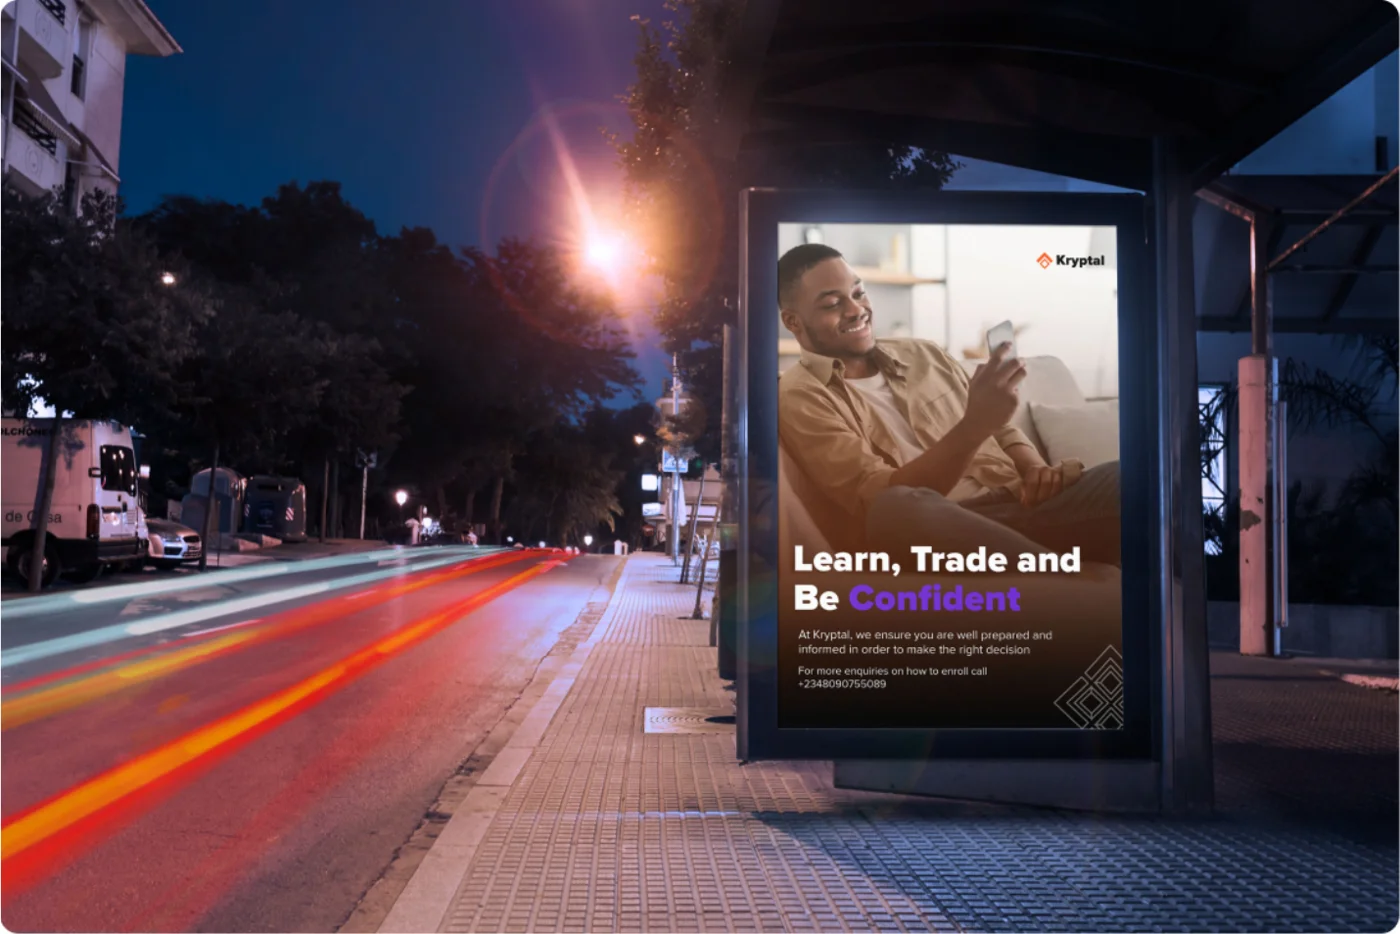 Kryptal
Learn, Trade and
Be Confident
At Kryptal, we ensure you are well prepared and
informed in order to make the right decision
For more enquiries on how to enroll call
+2348090755089
de